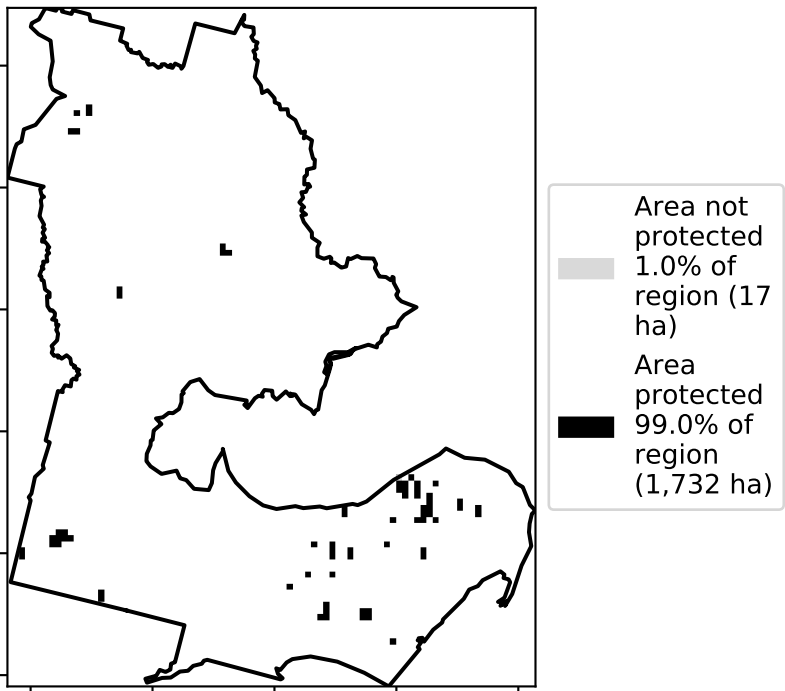 Area not
protected
1.0% of
region (17
ha)
Area
protected
99.0% of
region
(1,732 ha)